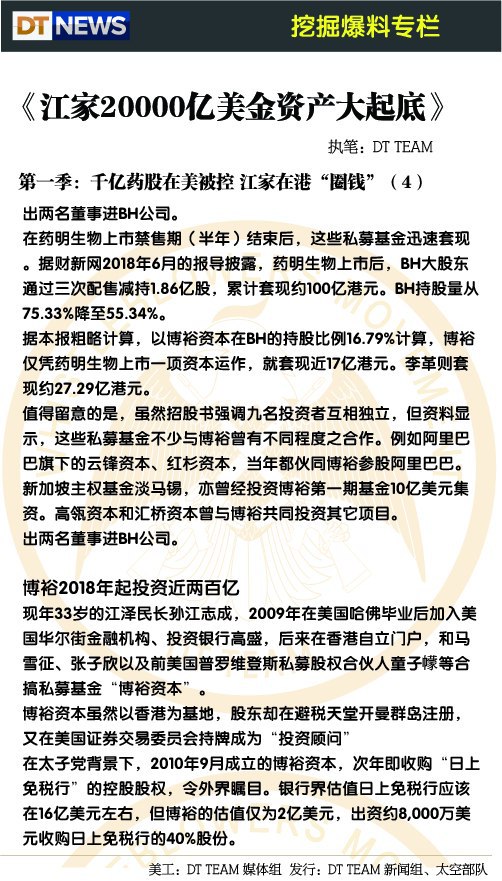 DT NEWS
挖掘爆料专栏
《江家20000亿美金资产大起底》
执笔：DT TEAM
第一季：千亿药股在美被控 江家在港“圈钱”（4）
出两名董事进BH公司。
在药明生物上市禁售期（半年）结束后，这些私募基金迅速套现
。据财新网2018年6月的报导披露，药明生物上市后，BH大股东
通过三次配售减持1.86亿股，累计套现约100亿港元。BH持股量从
75.33%降至55.34%。
据本报粗略计算，以博裕资本在BH的持股比例16.79%计算，博裕
仅凭药明生物上市一项资本运作，就套现近17亿港元。李革则套
现约27.29亿港元。
值得留意的是，虽然招股书强调九名投资者互相独立，但资料显
示，这些私募基金不少与博裕曾有不同程度之合作。例如阿里巴
巴旗下的云锋资本、红杉资本，当年都伙同博裕参股阿里巴巴。
新加坡主权基金淡马锡，亦曾经投资博裕第一期基金10亿美元集
资。高瓴资本和汇桥资本曾与博裕共同投资其它项目。
出两名董事进BH公司。
博裕2018年起投资近两百亿
现年33岁的江泽民长孙江志成，2009年在美国哈佛毕业后加入美
国华尔街金融机构、投资银行高盛，后来在香港自立门户，和马
雪征、张子欣以及前美国普罗维登斯私募股权合伙人童子幪等合
搞私募基金“博裕资本”。
博裕资本虽然以香港为基地，股东却在避税天堂开曼群岛注册，
又在美国证券交易委员会持牌成为“投资顾问”
在太子党背景下，2010年9月成立的博裕资本，次年即收购“日上
免税行”的控股股权，令外界瞩目。银行界估值日上免税行应该
在16亿美元左右，但博裕的估值仅为2亿美元，出资约8,000万美
元收购日上免税行的40%股份。
美工：DT TEAM 媒体组 发行：DT TEAM 新闻组、太空部队